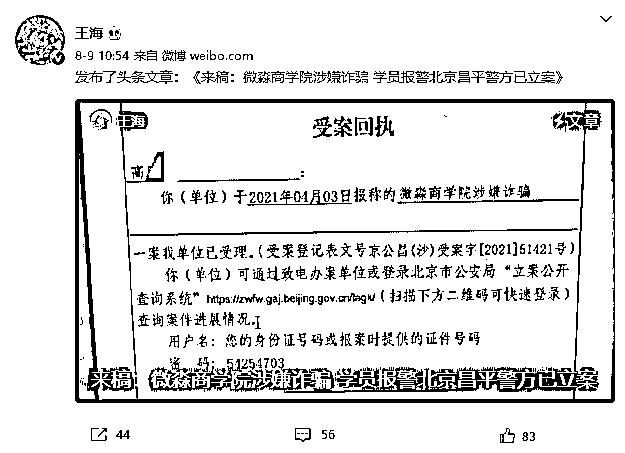 王海
8-9 10:54 来自 微博 weibo.com
发布了头条文章：《来稿：微淼商学院涉嫌诈骗 学员报警北京昌平警方已立案》
王海
文章
受案回执
高
：
你（单位）于2021年04月03日报称的微淼商学院涉嫌诈骗
一案我单位已受理。（受案登记表文号京公昌(沙)受案字[2021]51421号）
你（单位）可通过致电办案单位或登录北京市公安局“立案公开
查询系统”https://zwfw.gaj.beijing.gov.cn/lagk/（扫描下方二维码可快速登录）
查询案件进展情况。
用户名：您的身份证号码或报案时提供的证件号码
密 码：51254703
来稿：微淼商学院涉嫌诈骗 学员报警北京昌平警方已立案
44
56
83